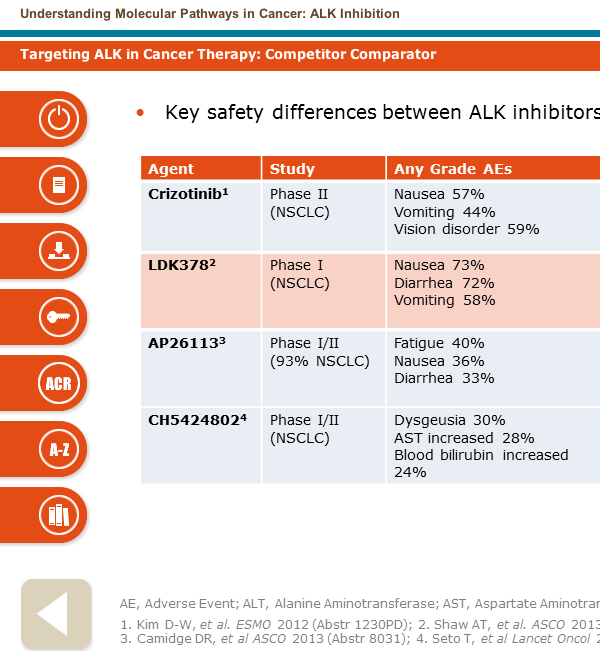 Understanding Molecular Pathways in Cancer: ALK Inhibition
Targeting ALK in Cancer Therapy: Competitor Comparator
• Key safety differences between ALK inhibitors
Agent Study Any Grade AEs
Crizotinib¹ Phase II Nausea 57%
(NSCLC) Vomiting 44%
Vision disorder 59%
LDK378² Phase I Nausea 73%
(NSCLC) Diarrhea 72%
Vomiting 58%
AP26113³ Phase I/II Fatigue 40%
(93% NSCLC) Nausea 36%
Diarrhea 33%
CH5424802⁴ Phase I/II Dysgeusia 30%
(NSCLC) AST increased 28%
Blood bilirubin increased
24%
ACR
A-Z
AE, Adverse Event; ALT, Alanine Aminotransferase; AST, Aspartate Aminotran
1. Kim D-W, et al. ESMO 2012 (Abstr 1230PD); 2. Shaw AT, et al. ASCO 2013
3. Camidge DR, et al ASCO 2013 (Abstr 8031); 4. Seto T, et al Lancet Oncol 2